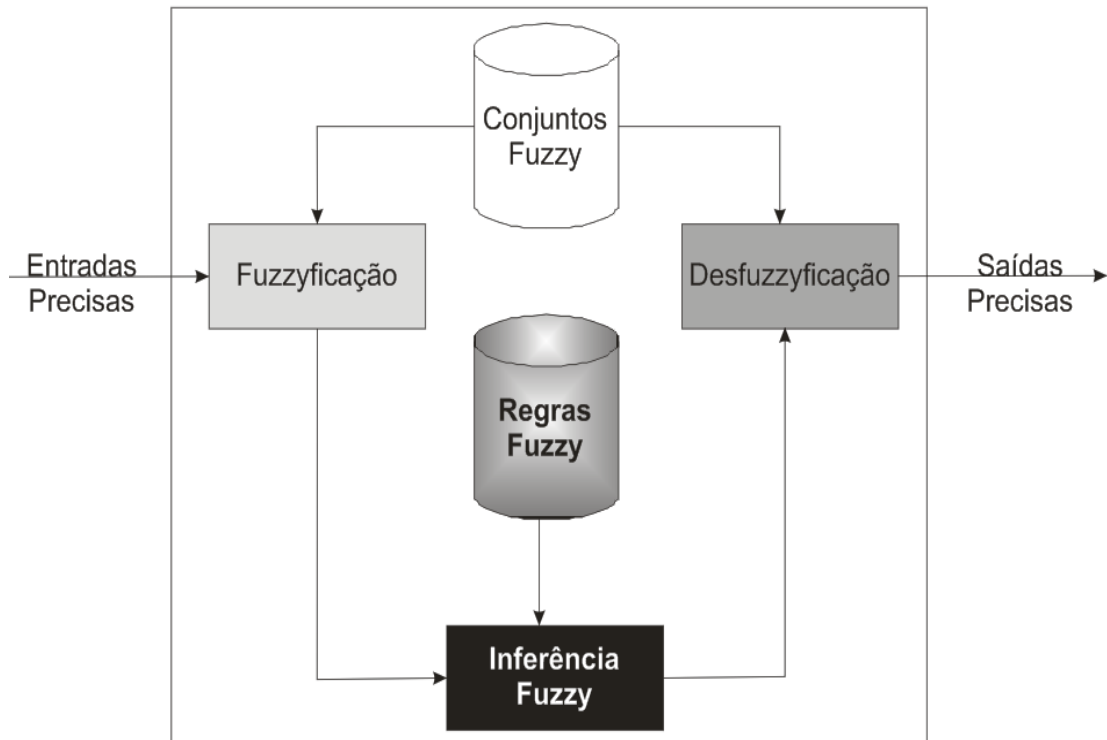 Conjuntos
Fuzzy
Entradas
Precisas
Fuzzyficação
Desfuzzyficação
Saídas
Precisas
Regras
Fuzzy
Inferência
Fuzzy